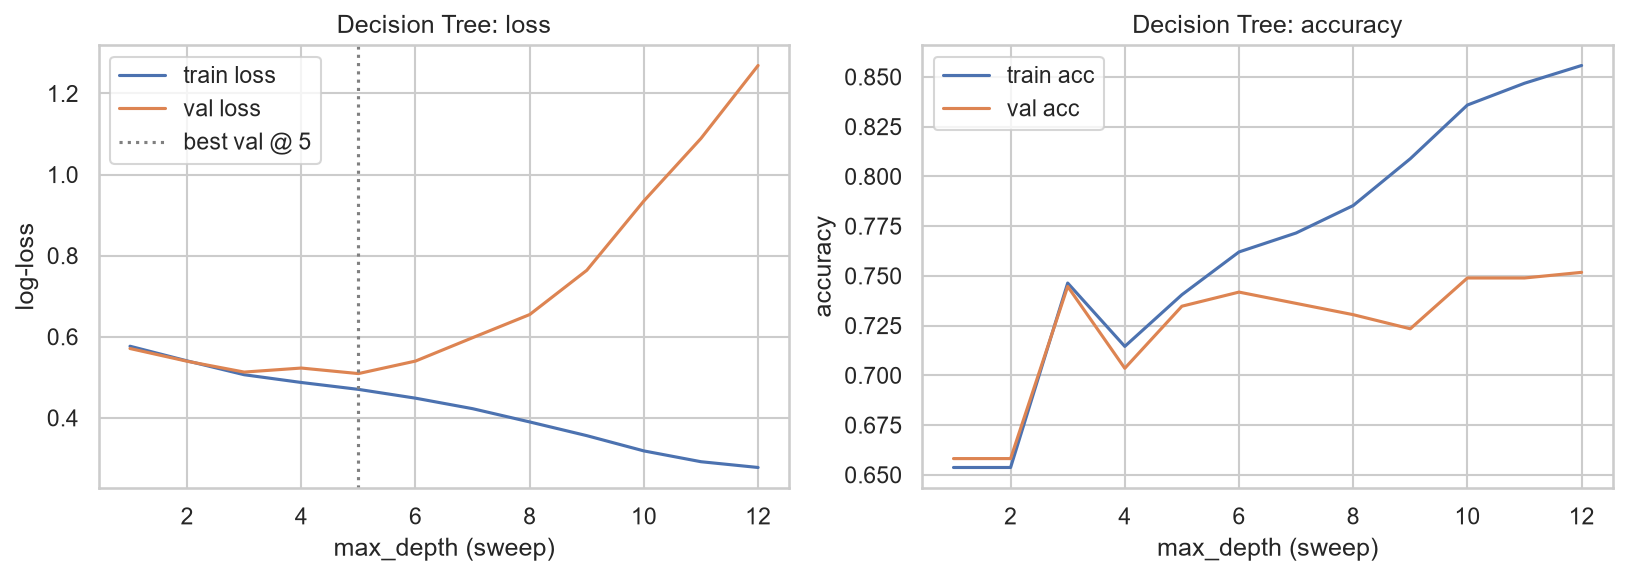 Decision Tree: loss
train loss
val loss
best val @ 5
log-loss
1.2
1.0
0.8
0.6
0.4
2 4 6 8 10 12
max_depth (sweep)
Decision Tree: accuracy
train acc
val acc
accuracy
0.850
0.825
0.800
0.775
0.750
0.725
0.700
0.675
0.650
2 4 6 8 10 12
max_depth (sweep)